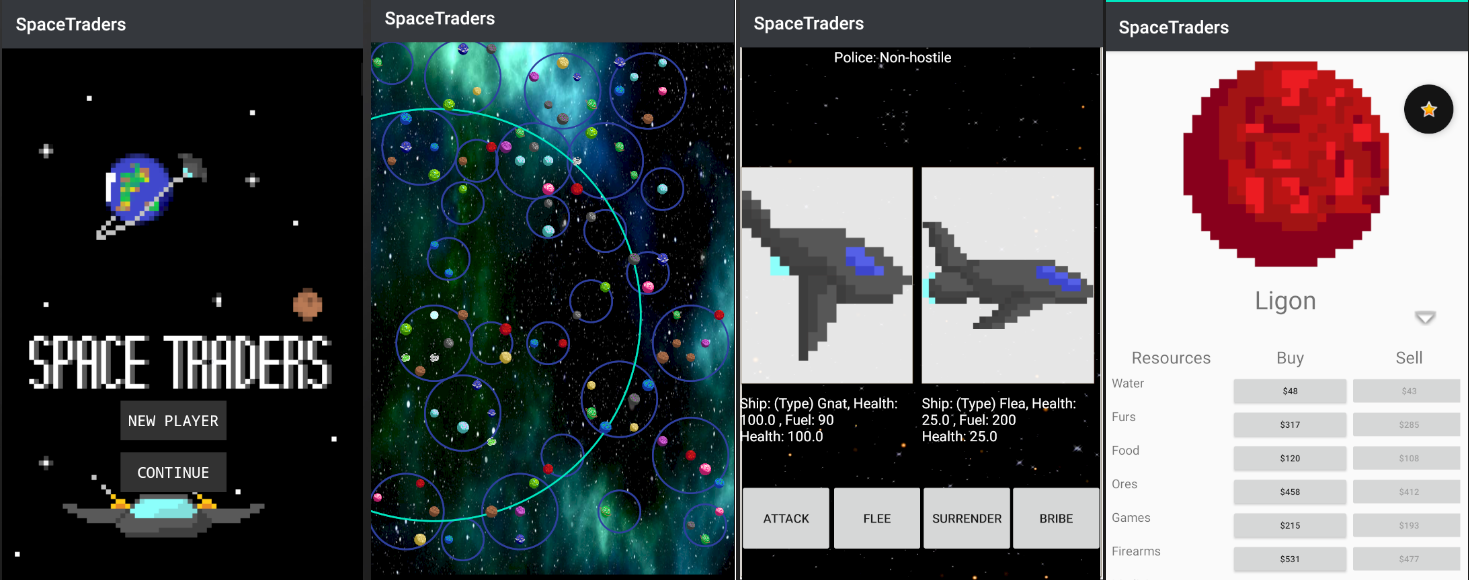 SpaceTraders
SPACE TRADERS
NEW PLAYER
CONTINUE
SpaceTraders
SpaceTraders
Police: Non-hostile
Ship: (Type) Gnat, Health:
100.0 , Fuel: 90
Health: 100.0
Ship: (Type) Flea, Health:
25.0 , Fuel: 200
Health: 25.0
ATTACK
FLEE
SURRENDER
BRIBE
SpaceTraders
Ligon
Resources Buy Sell
Water $48 $43
Furs $317 $285
Food $120 $108
Ores $458 $412
Games $215 $193
Firearms $531 $477